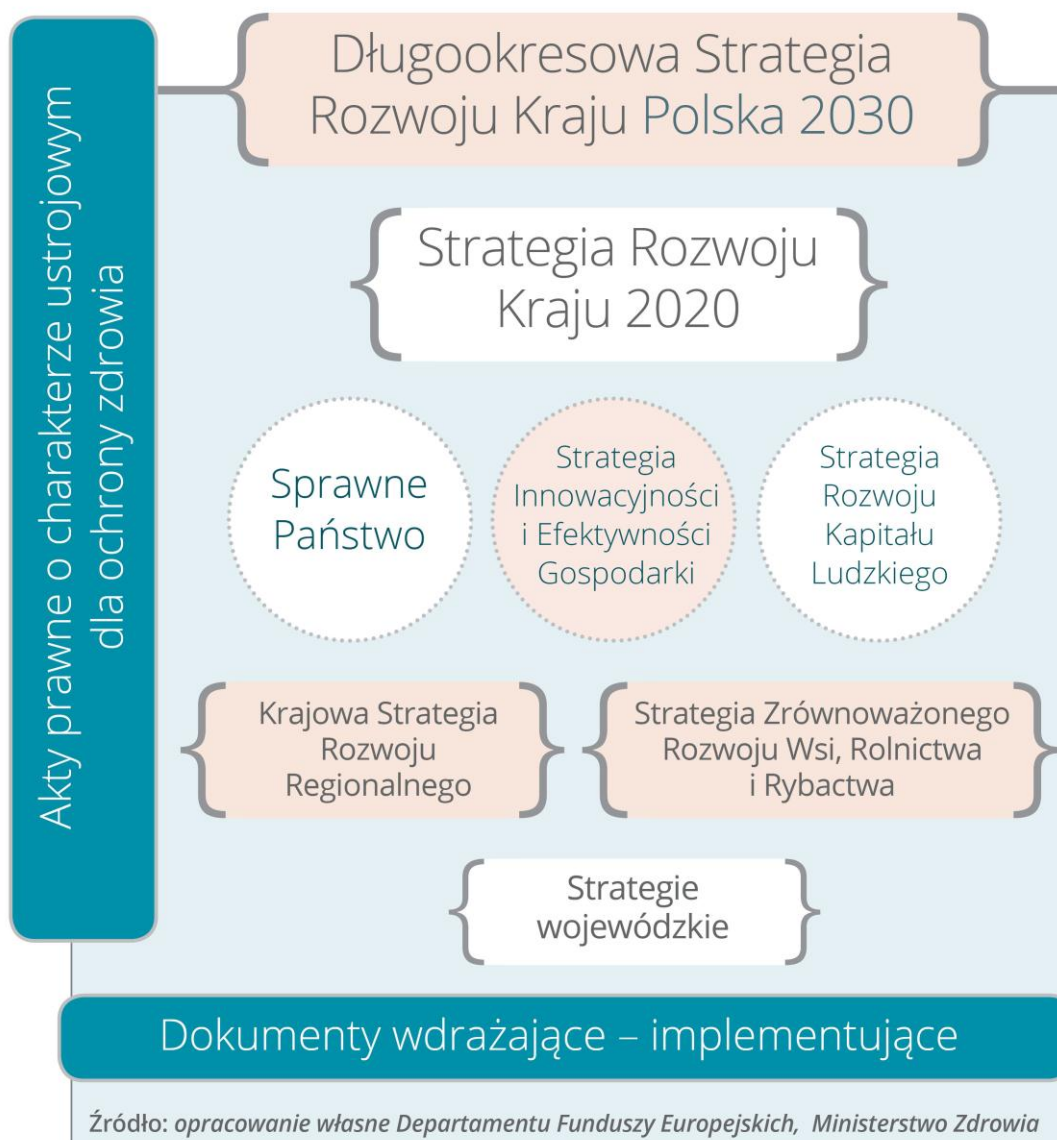 Akty prawne o charakterze ustrojowym
dla ochrony zdrowia
Długookresowa Strategia
Rozwoju Kraju Polska 2030
Strategia Rozwoju
Kraju 2020
Sprawne
Państwo
Strategia
Innowacyjności
i Efektywności
Gospodarki
Strategia
Rozwoju
Kapitału
Ludzkiego
Krajowa Strategia
Rozwoju
Regionalnego
Strategia Zrównoważonego
Rozwoju Wsi, Rolnictwa
i Rybactwa
Strategie
wojewódzkie
Dokumenty wdrażające – implementujące
Źródło: opracowanie własne Departamentu Funduszy Europejskich, Ministerstwo Zdrowia